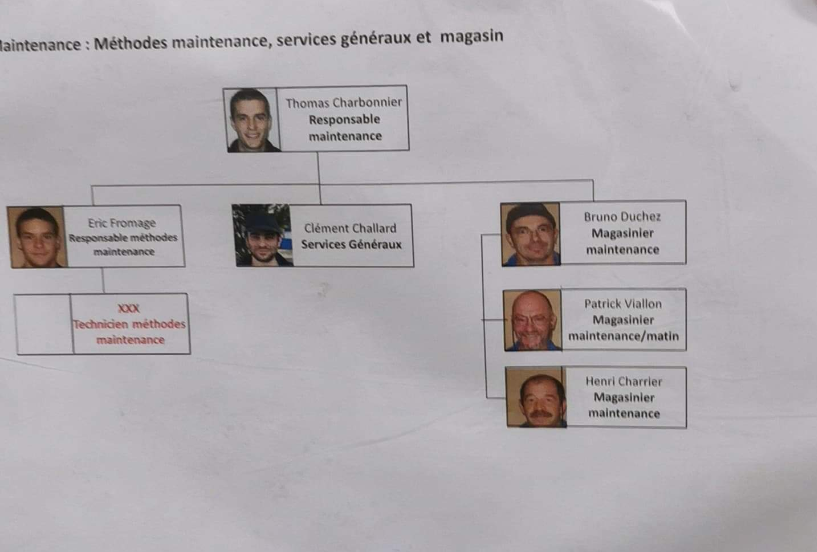 Maintenance : Méthodes maintenance, services généraux et magasin
Thomas Charbonnier
Responsable
maintenance
Eric Fromage
Responsable méthodes
maintenance
Clément Challard
Services Généraux
Bruno Duchez
Magasinier
maintenance
XXX
Technicien méthodes
maintenance
Patrick Viallon
Magasinier
maintenance/matin
Henri Charrier
Magasinier
maintenance